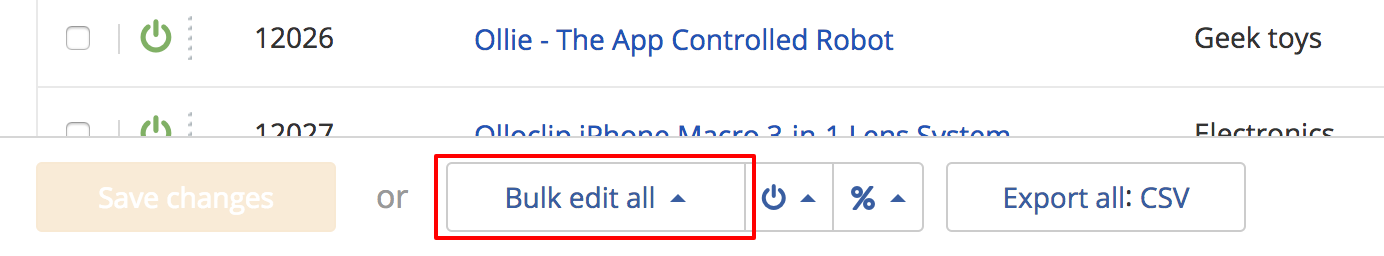 12026 Ollie - The App Controlled Robot Geek toys
12027 Olloclip iPhone Macro 3-in-1 Lens System Electronics
Save changes or Bulk edit all % Export all: CSV